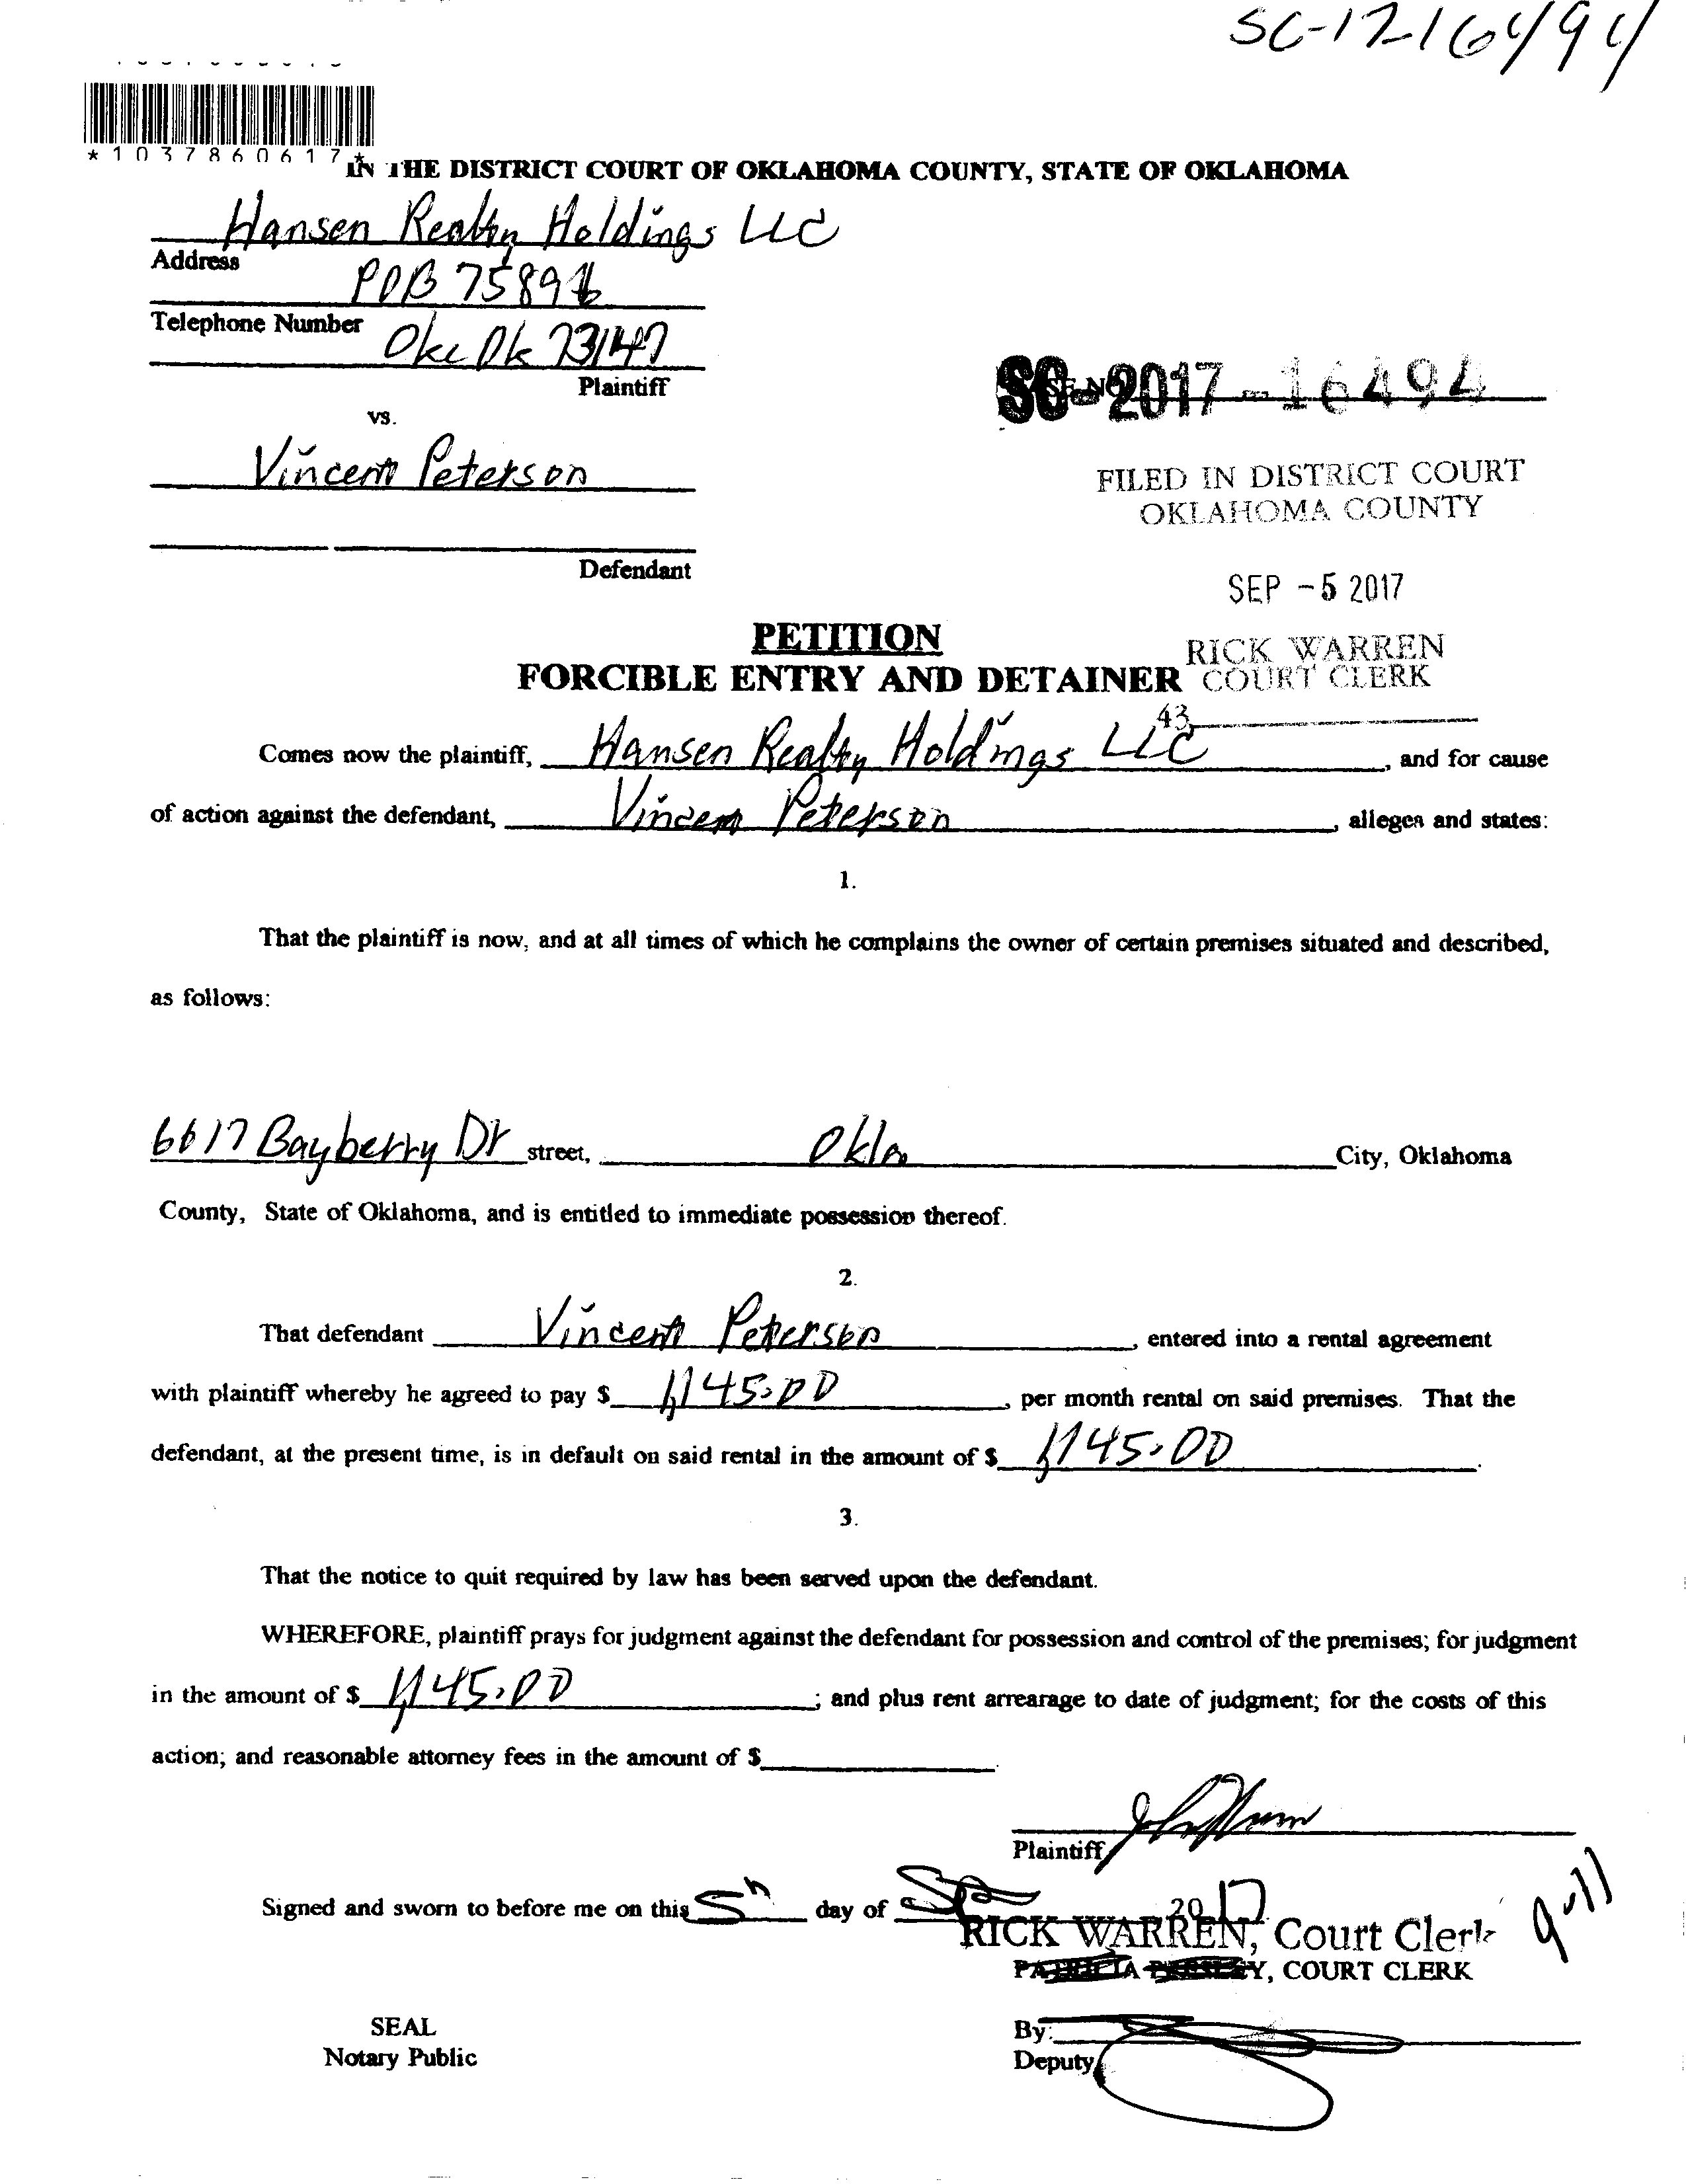 SC-1716494
*1037860617*
IN THE DISTRICT COURT OF OKLAHOMA COUNTY, STATE OF OKLAHOMA
Hansen Realty Holdings LLC
Address
POB 75896
Telephone Number
Okc Ok 73147
Plaintiff
SC-2017-16494
vs.
Vincent Peterson
FILED IN DISTRICT COURT
OKLAHOMA COUNTY
Defendant
SEP -5 2017
PETITION
RICK WARREN
FORCIBLE ENTRY AND DETAINER COURT CLERK
43
Comes now the plaintiff, Hansen Realty Holdings LLC, and for cause
of action against the defendant, Vincent Peterson, alleges and states:
1.
That the plaintiff is now, and at all times of which he complains the owner of certain premises situated and described,
as follows:
6617 Bayberry Dr street, Okla City, Oklahoma
County, State of Oklahoma, and is entitled to immediate possession thereof.
2.
That defendant Vincent Peterson, entered into a rental agreement
with plaintiff whereby he agreed to pay $ 1,145.00, per month rental on said premises. That the
defendant, at the present time, is in default on said rental in the amount of $ 1,145.00.
3.
That the notice to quit required by law has been served upon the defendant.
WHEREFORE, plaintiff prays for judgment against the defendant for possession and control of the premises; for judgment
in the amount of $ 1,145.00; and plus rent arrearage to date of judgment; for the costs of this
action; and reasonable attorney fees in the amount of $.
Plaintiff
Signed and sworn to before me on this 5th day of Sep 2017
RICK WARREN, Court Clerk
9-11
COURT CLERK
SEAL
By:
Notary Public
Deputy